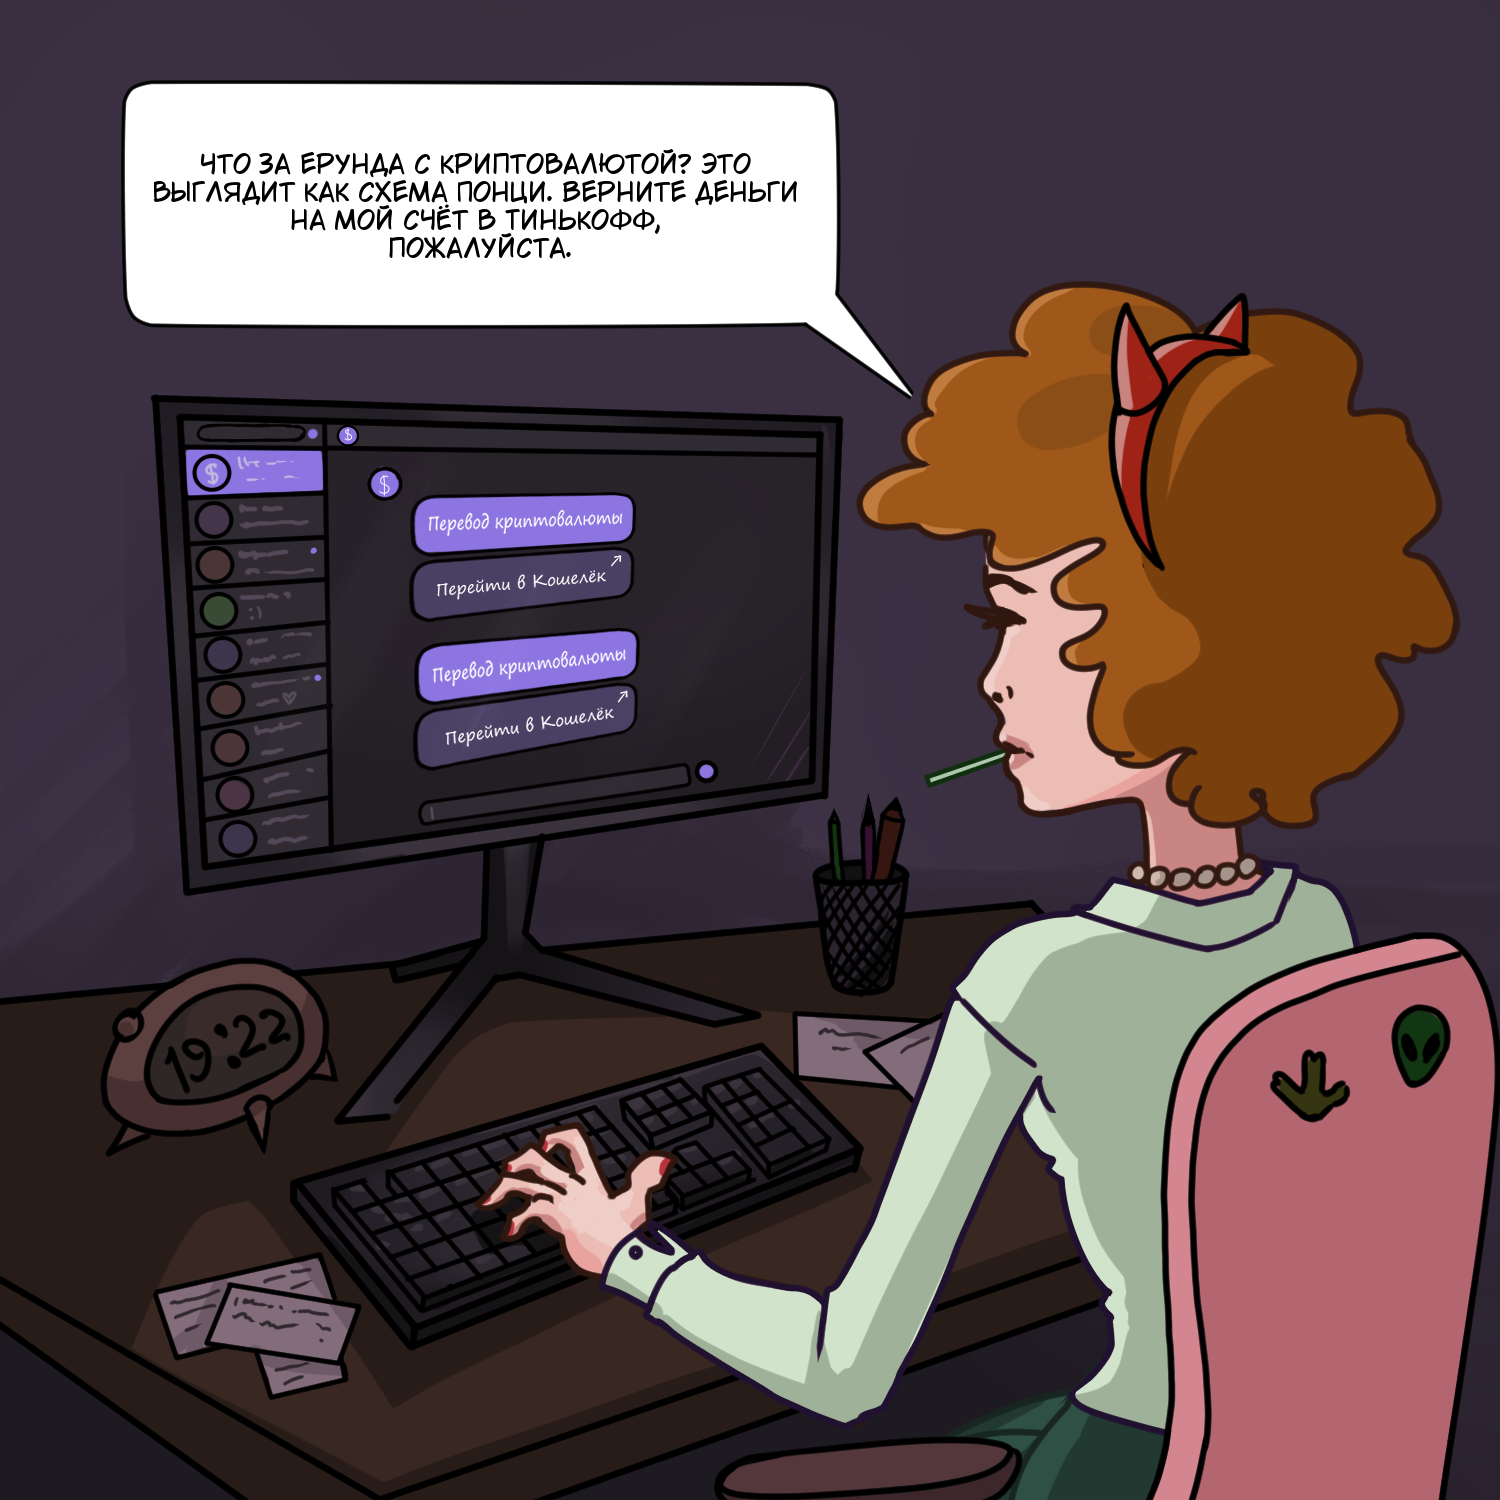 ЧТО ЗА ЕРУНДА С КРИПТОВАЛЮТОЙ? ЭТО
ВЫГЛЯДИТ КАК СХЕМА ПОНЦИ. ВЕРНИТЕ ДЕНЬГИ
НА МОЙ СЧЁТ В ТИНЬКОФФ,
ПОЖАЛУЙСТА.
$
$
$
Перевод криптовалюты
Перейти в Кошелёк
:)
Перевод криптовалюты
Перейти в Кошелёк
19:22